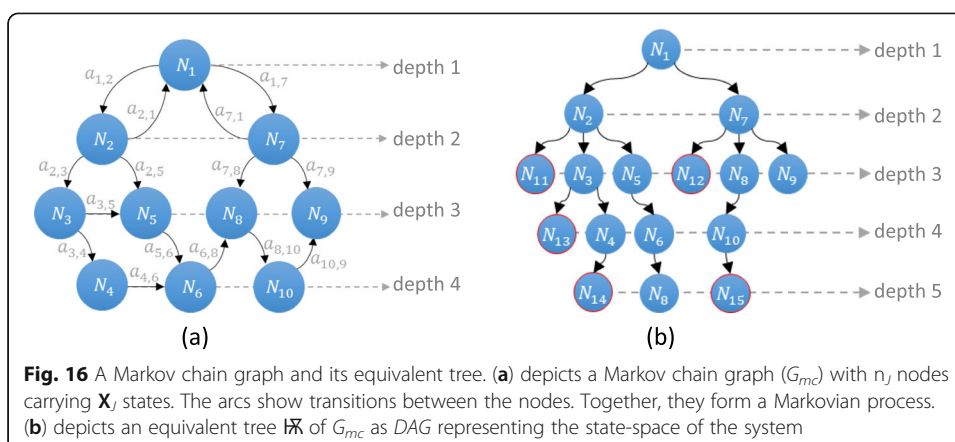 N₁ depth 1
a₁,₂ a₁,₇
a₂,₁ a₇,₁
N₂ N₇ depth 2
a₂,₃ a₂,₅ a₇,₈ a₇,₉
N₃ a₃,₅ N₅ N₈ N₉ depth 3
a₃,₄ a₅,₆ a₆,₈ a₈,₁₀ a₁₀,₉
N₄ a₄,₆ N₆ N₁₀ depth 4
(a)
N₁ depth 1
N₂ N₇ depth 2
N₁₁ N₃ N₅ N₁₂ N₈ N₉ depth 3
N₁₃ N₄ N₆ N₁₀ depth 4
N₁₄ N₈ N₁₅ depth 5
(b)
Fig. 16 A Markov chain graph and its equivalent tree. (a) depicts a Markov chain graph (Gmc) with nJ nodes
carrying XJ states. The arcs show transitions between the nodes. Together, they form a Markovian process.
(b) depicts an equivalent tree of Gmc as DAG representing the state-space of the system